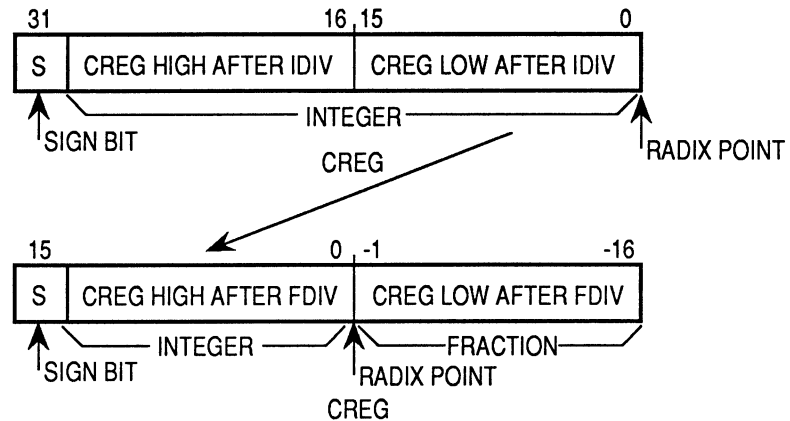 31 16 15 0
S CREG HIGH AFTER IDIV CREG LOW AFTER IDIV
INTEGER
SIGN BIT RADIX POINT
CREG
15 0 -1 -16
S CREG HIGH AFTER FDIV CREG LOW AFTER FDIV
INTEGER FRACTION
SIGN BIT RADIX POINT
CREG